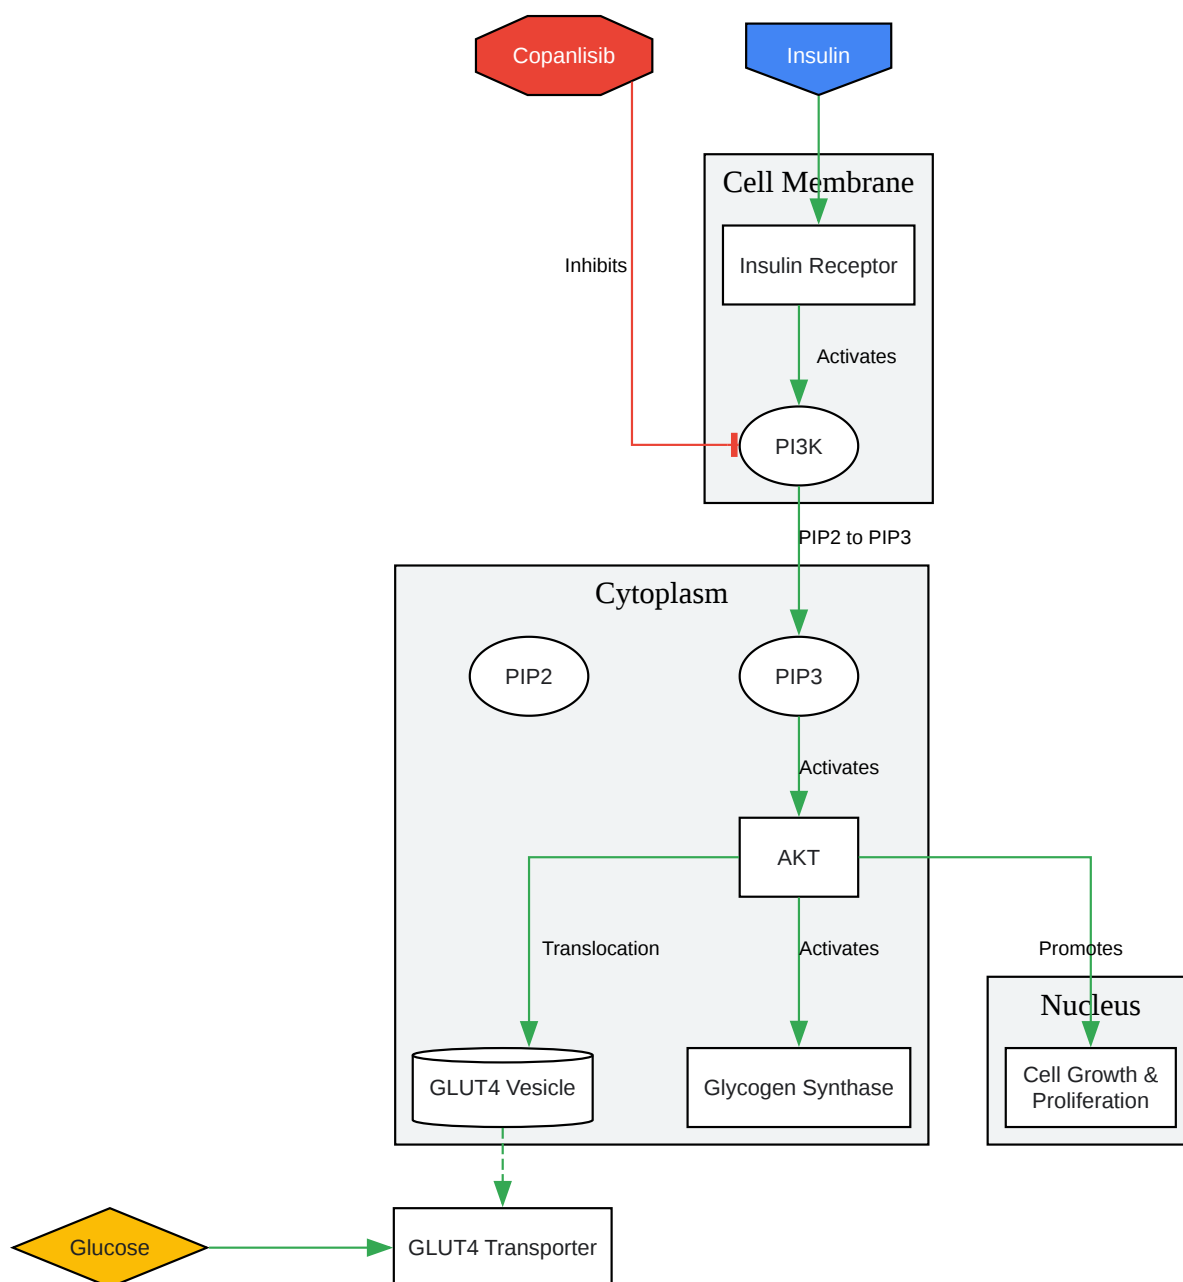 Copanlisib
Insulin
Cell Membrane
Inhibits
Insulin Receptor
Activates
PI3K
PIP2 to PIP3
Cytoplasm
PIP2
PIP3
Activates
AKT
Translocation
Activates
Promotes
Nucleus
GLUT4 Vesicle
Glycogen Synthase
Cell Growth &
Proliferation
Glucose
GLUT4 Transporter